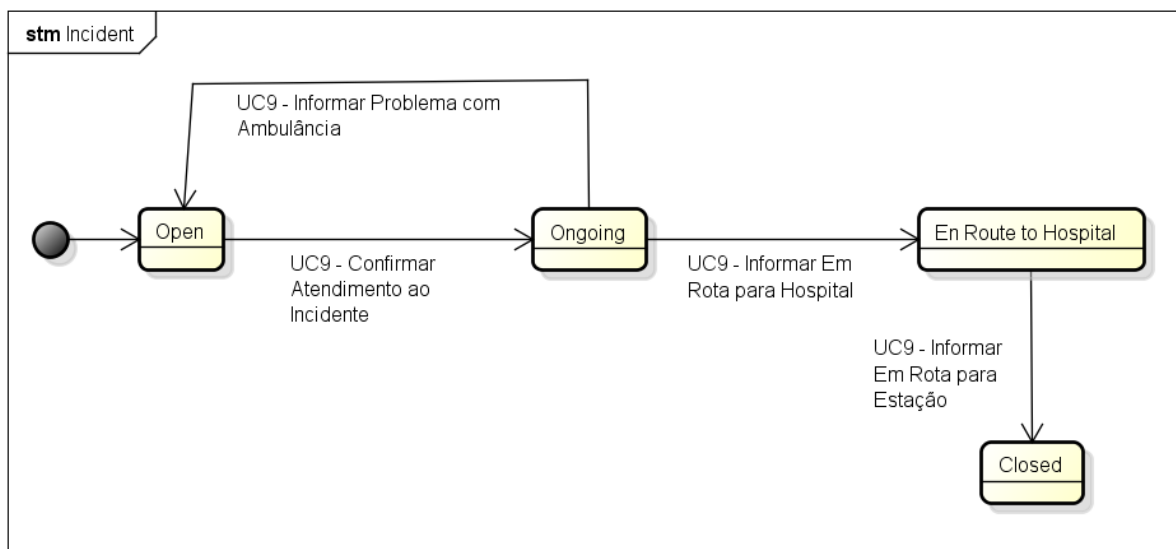 stm Incident
UC9 - Informar Problema com
Ambulância
Open
Ongoing
En Route to Hospital
UC9 - Confirmar
Atendimento ao
Incidente
UC9 - Informar Em
Rota para Hospital
UC9 - Informar
Em Rota para
Estação
Closed